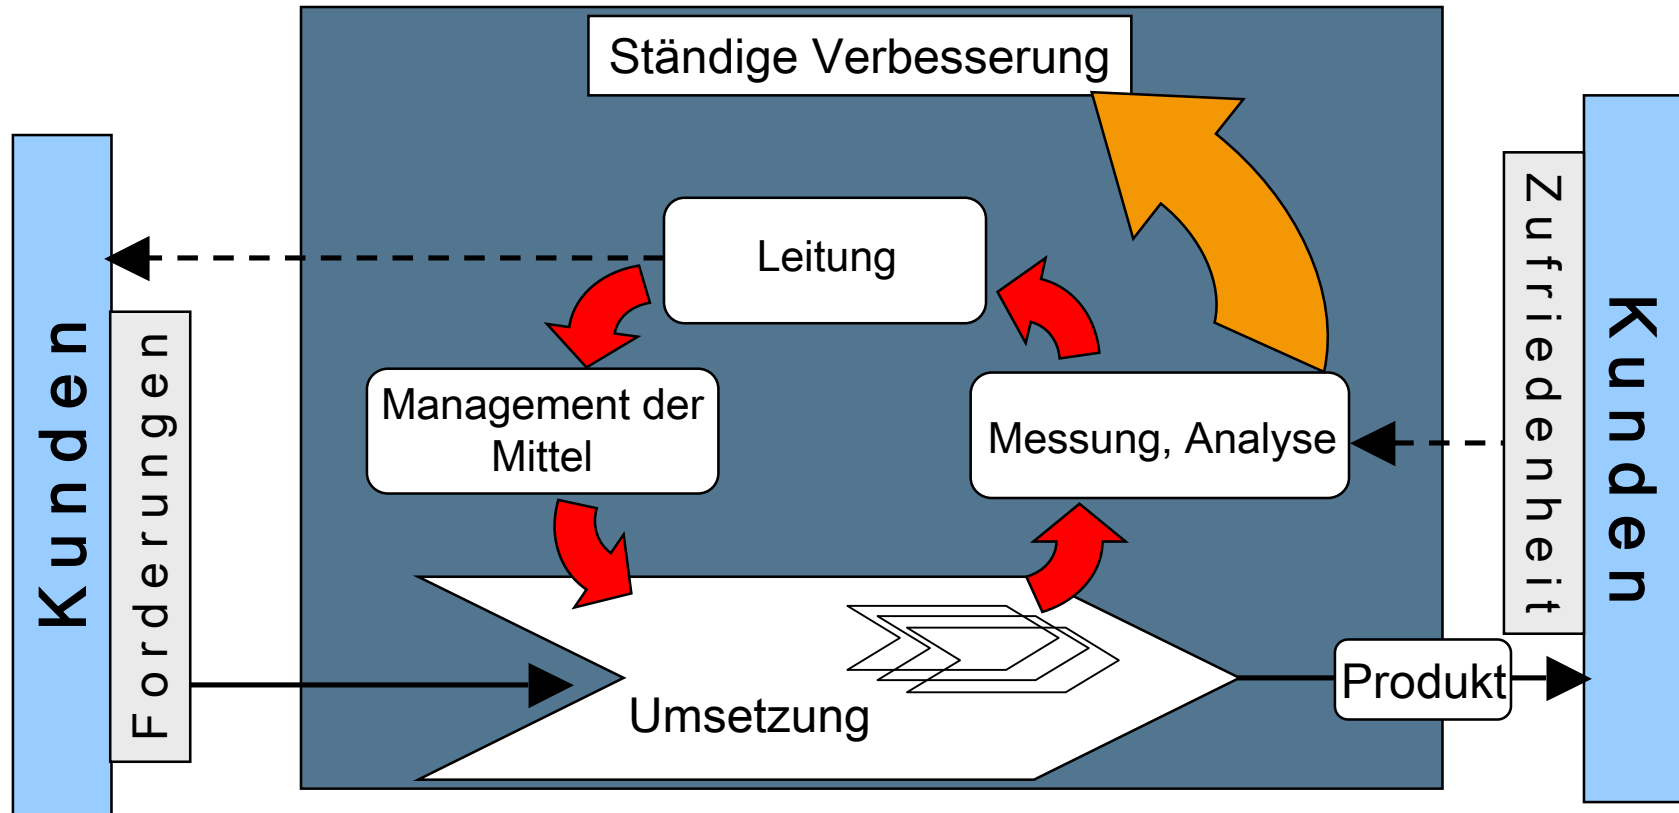 Ständige Verbesserung
Kunden
Forderungen
Leitung
Management der
Mittel
Messung, Analyse
Umsetzung
Produkt
Zufriedenheit
Kunden